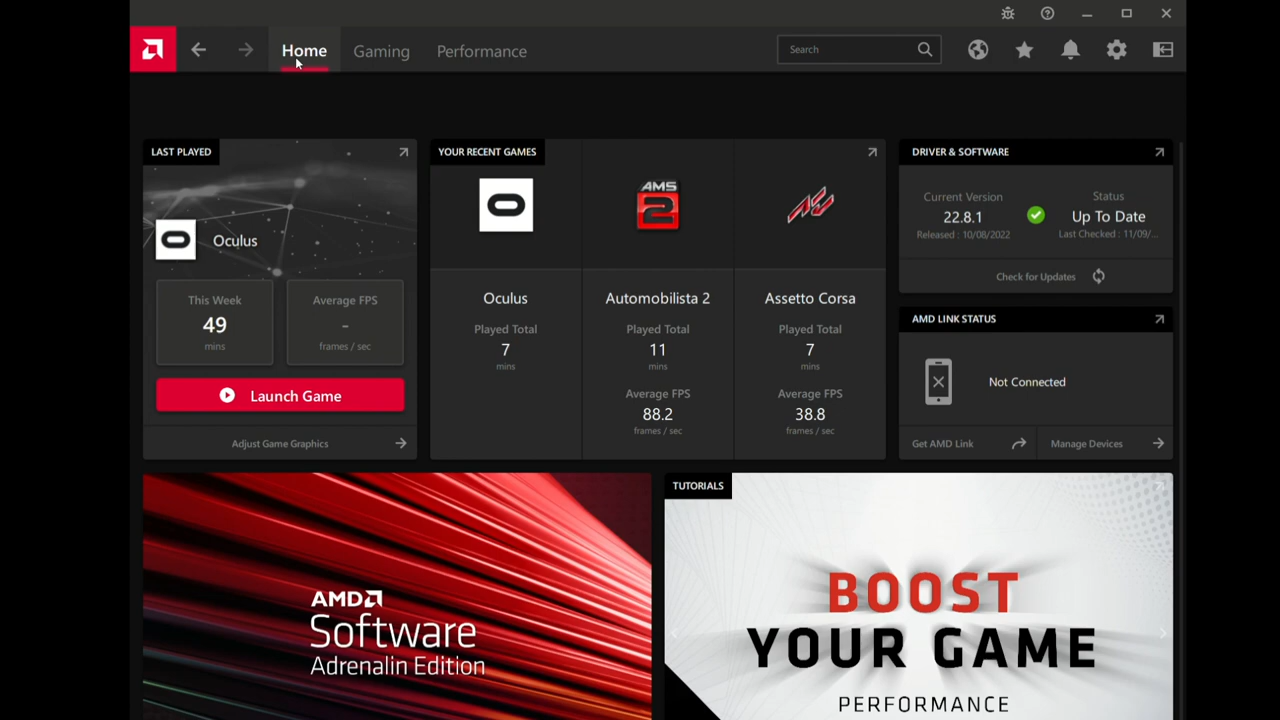 Home
Gaming
Performance
Search
LAST PLAYED
Oculus
This Week
49
mins
Average FPS
-
frames / sec
Launch Game
Adjust Game Graphics
YOUR RECENT GAMES
AMS
2
Oculus
Played Total
7
mins
Automobilista 2
Played Total
11
mins
Average FPS
88.2
frames / sec
Assetto Corsa
Played Total
7
mins
Average FPS
38.8
frames / sec
DRIVER & SOFTWARE
Current Version
22.8.1
Released : 10/08/2022
Status
Up To Date
Last Checked : 11/09/...
Check for Updates
AMD LINK STATUS
Not Connected
Get AMD Link
Manage Devices
AMD
Software
Adrenalin Edition
TUTORIALS
BOOST
YOUR GAME
PERFORMANCE